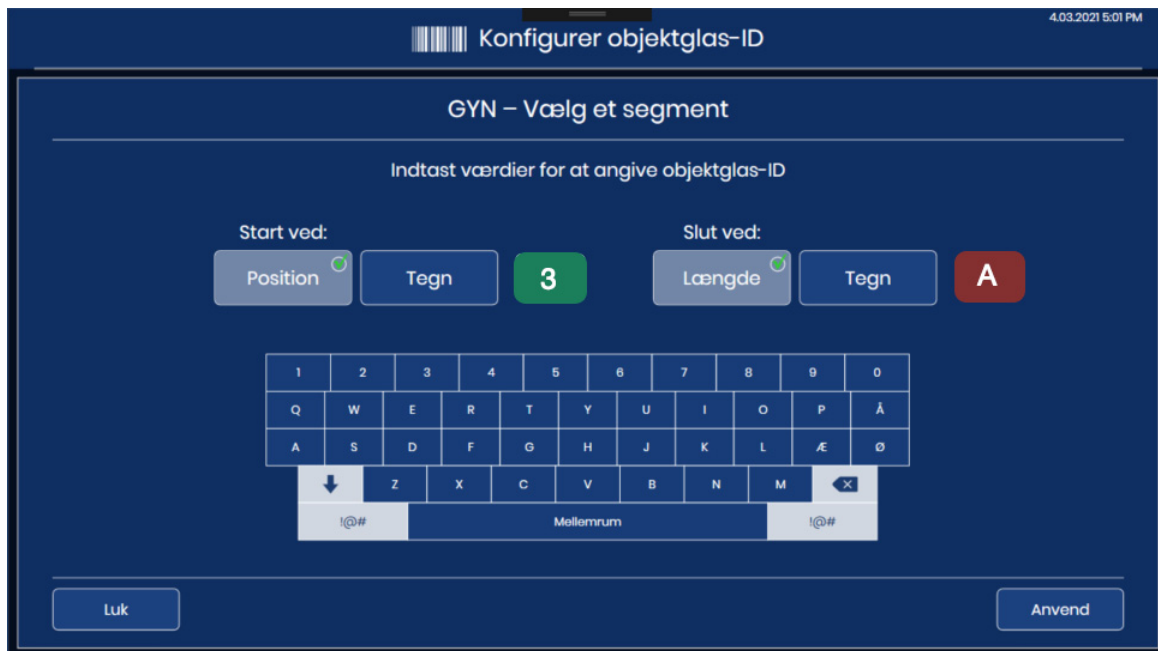 4.03.2021 5:01 PM
Konfigurer objektglas-ID
GYN – Vælg et segment
Indtast værdier for at angive objektglas-ID
Start ved:
Slut ved:
Position Tegn 3 Længde Tegn A
1 2 3 4 5 6 7 8 9 0
Q W E R T Y U I O P Å
A S D F G H J K L Æ Ø
Z X C V B N M
!@# Mellemrum !@#
Luk Anvend